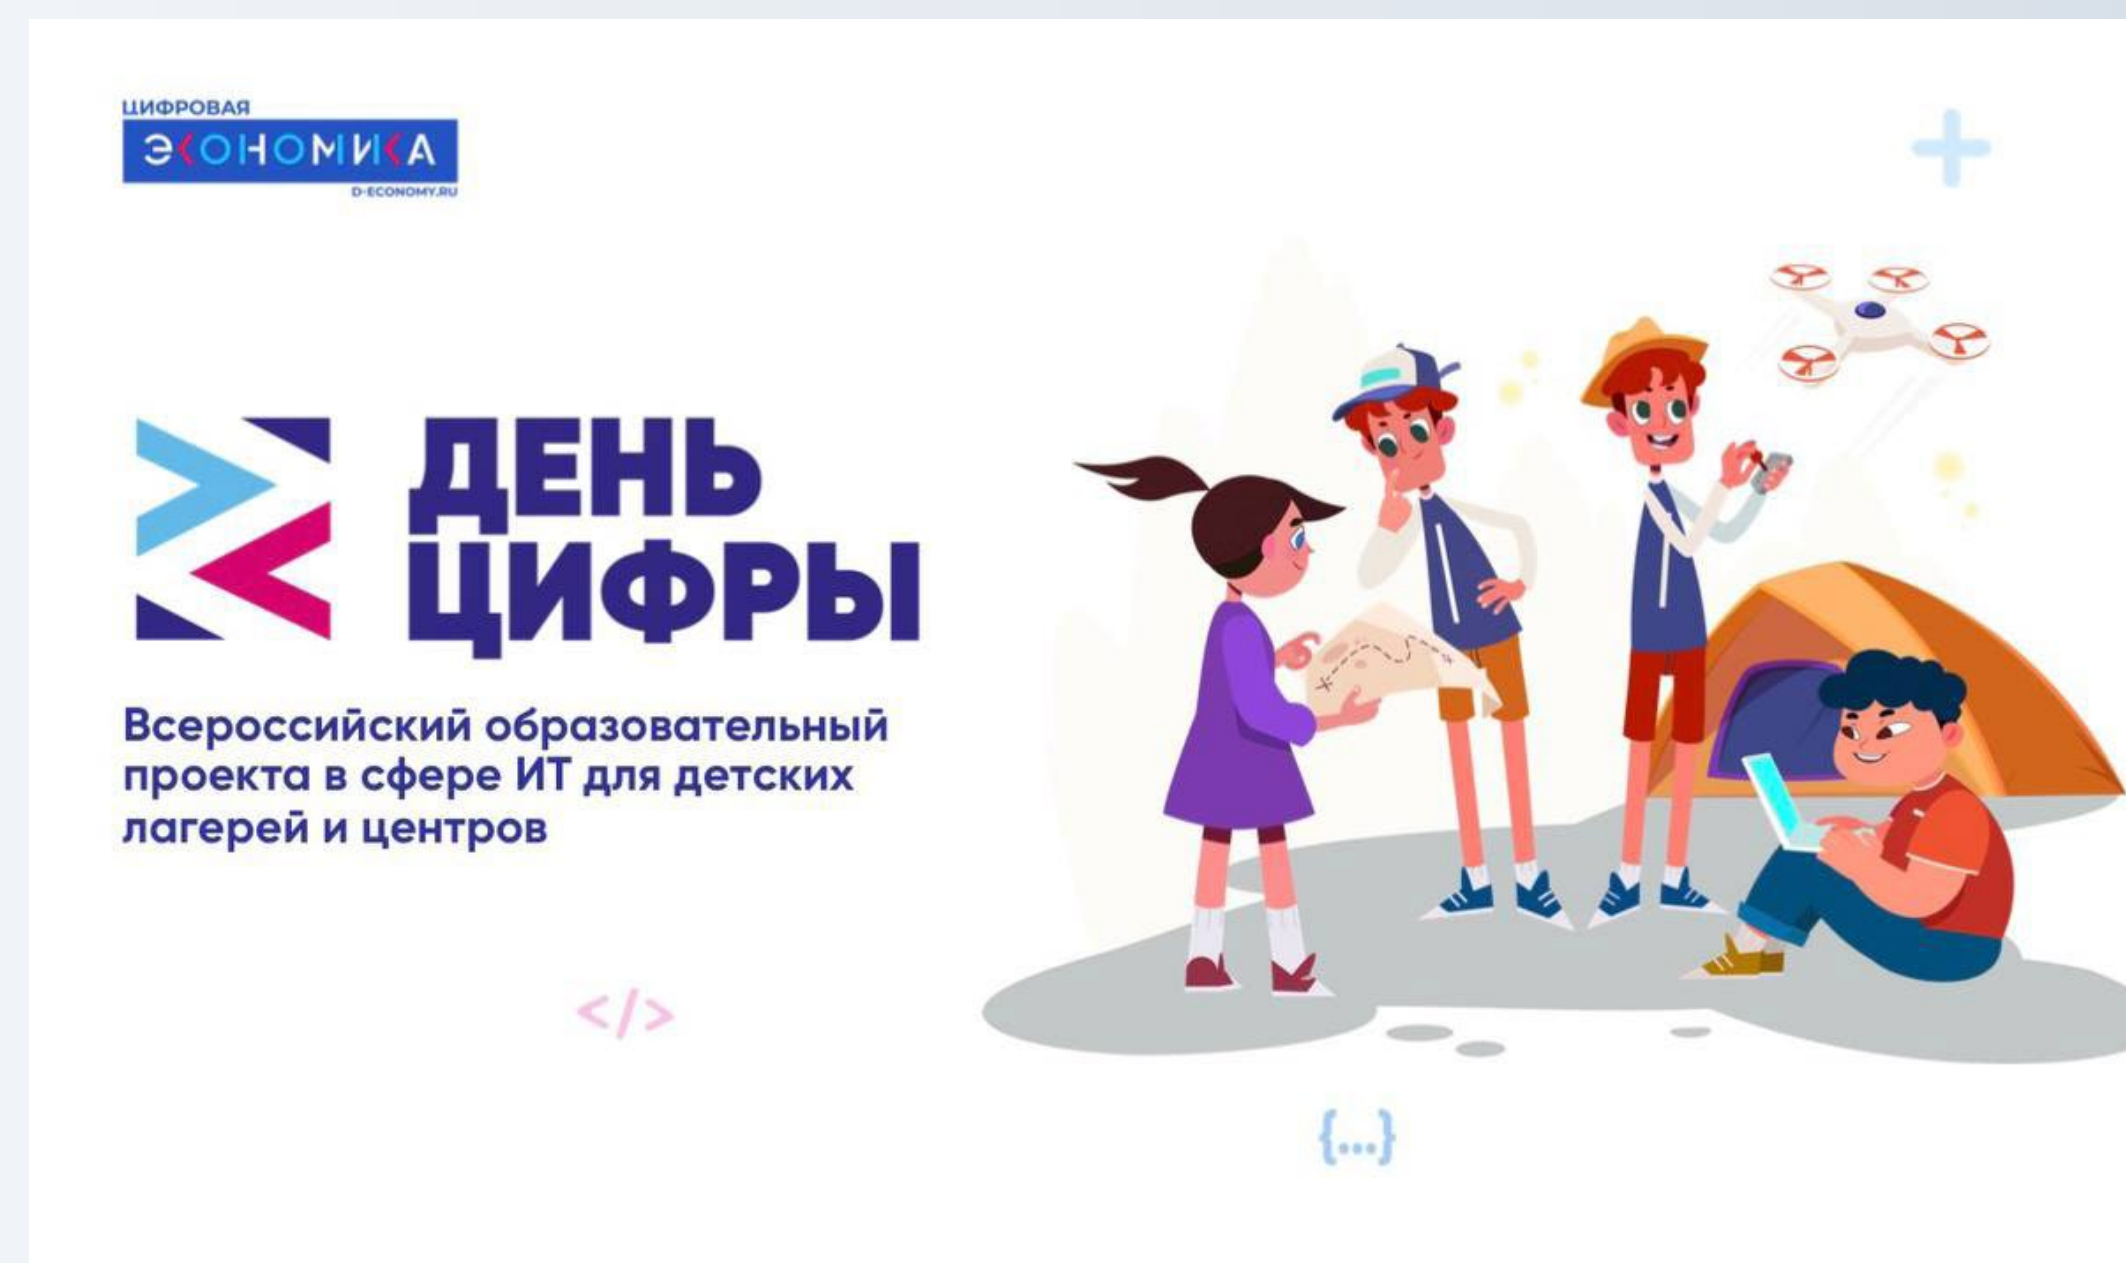 ЦИФРОВАЯ
ЭКОНОМИКА
D-ECONOMY.RU
ДЕНЬ
ЦИФРЫ
Всероссийский образовательный
проекта в сфере ИТ для детских
лагерей и центров
</>
{...}